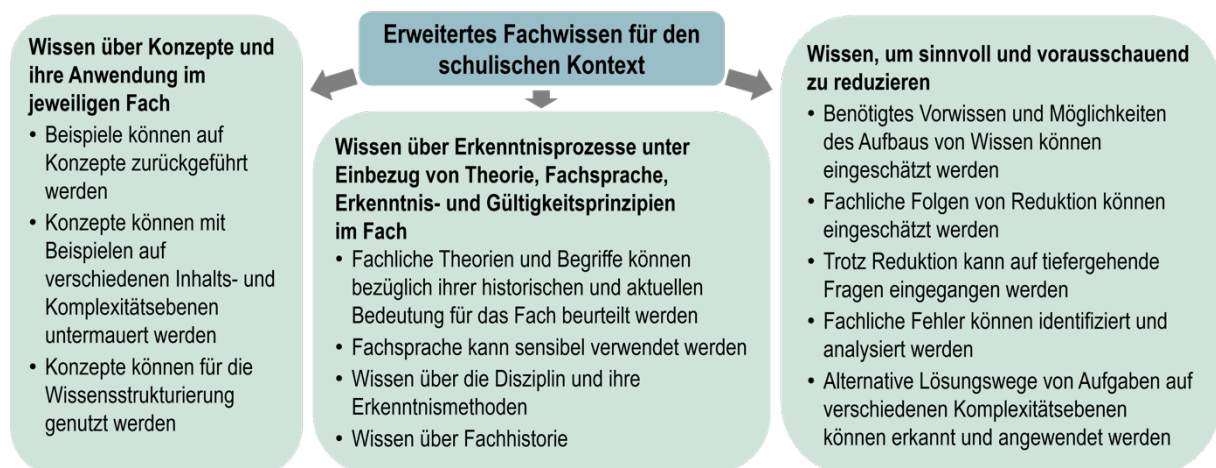 Erweitertes Fachwissen für den
schulischen Kontext
Wissen über Konzepte und
ihre Anwendung im
jeweiligen Fach
• Beispiele können auf
Konzepte zurückgeführt
werden
• Konzepte können mit
Beispielen auf
verschiedenen Inhalts- und
Komplexitätsebenen
untermauert werden
• Konzepte können für die
Wissensstrukturierung
genutzt werden
Wissen über Erkenntnisprozesse unter
Einbezug von Theorie, Fachsprache,
Erkenntnis- und Gültigkeitsprinzipien
im Fach
• Fachliche Theorien und Begriffe können
bezüglich ihrer historischen und aktuellen
Bedeutung für das Fach beurteilt werden
• Fachsprache kann sensibel verwendet werden
• Wissen über die Disziplin und ihre
Erkenntnismethoden
• Wissen über Fachhistorie
Wissen, um sinnvoll und vorausschauend
zu reduzieren
• Benötigtes Vorwissen und Möglichkeiten
des Aufbaus von Wissen können
eingeschätzt werden
• Fachliche Folgen von Reduktion können
eingeschätzt werden
• Trotz Reduktion kann auf tiefergehende
Fragen eingegangen werden
• Fachliche Fehler können identifiziert und
analysiert werden
• Alternative Lösungswege von Aufgaben auf
verschiedenen Komplexitätsebenen
können erkannt und angewendet werden